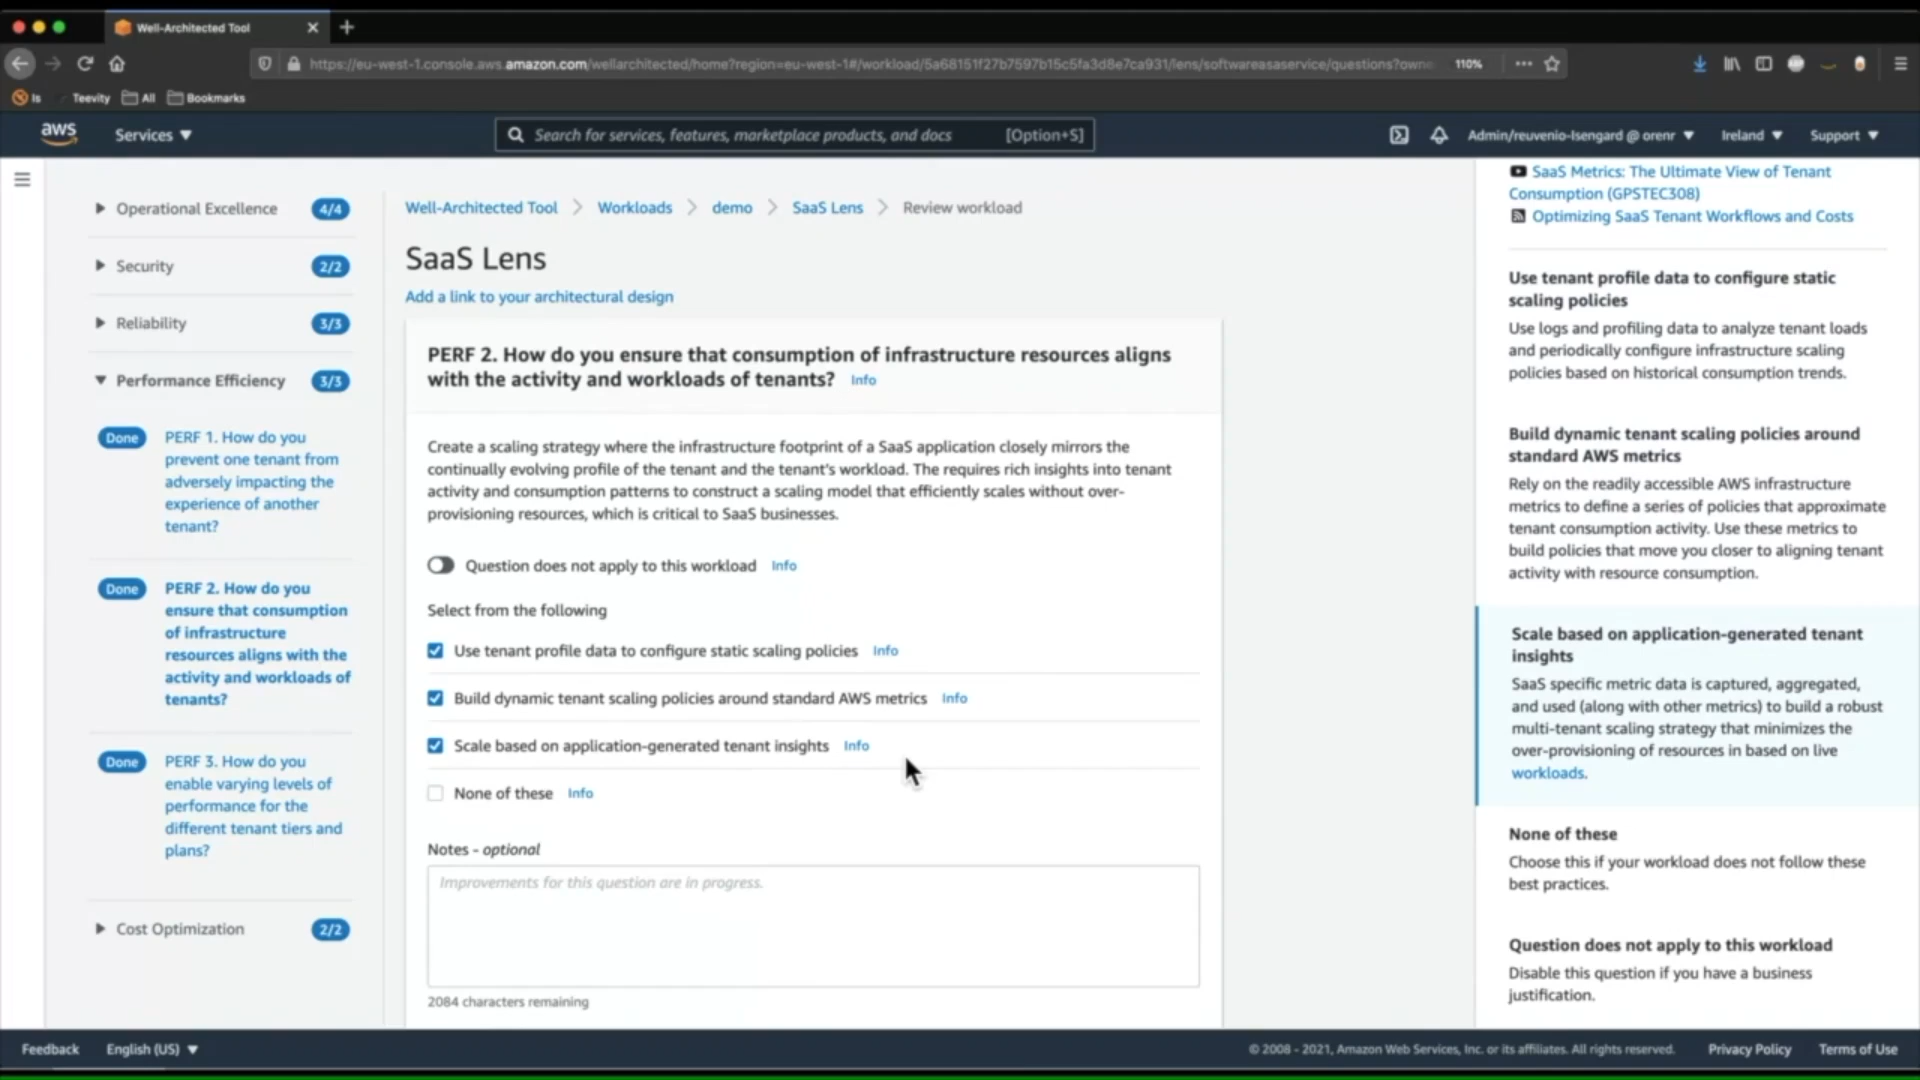 Well-Architected Tool
https://eu-west-1.console.aws.amazon.com/wellarchitected/home?region=eu-west-1#/workload/5a68151f27b7597b15c5fa3d8e7ca931/lens/softwareasaservice/questions?owne
110%
Is
Teevity
All
Bookmarks
aws
Services
Search for services, features, marketplace products, and docs
[Option+S]
Admin/reuvenio-Isengard @ orenr
Ireland
Support
Operational Excellence
4/4
Security
2/2
Reliability
3/3
Performance Efficiency
3/3
Done
PERF 1. How do you
prevent one tenant from
adversely impacting the
experience of another
tenant?
Done
PERF 2. How do you
ensure that consumption
of infrastructure
resources aligns with the
activity and workloads of
tenants?
Done
PERF 3. How do you
enable varying levels of
performance for the
different tenant tiers and
plans?
Cost Optimization
2/2
Well-Architected Tool
Workloads
demo
SaaS Lens
Review workload
SaaS Lens
Add a link to your architectural design
PERF 2. How do you ensure that consumption of infrastructure resources aligns
with the activity and workloads of tenants? Info
Create a scaling strategy where the infrastructure footprint of a SaaS application closely mirrors the
continually evolving profile of the tenant and the tenant's workload. The requires rich insights into tenant
activity and consumption patterns to construct a scaling model that efficiently scales without over-
provisioning resources, which is critical to SaaS businesses.
Question does not apply to this workload Info
Select from the following
Use tenant profile data to configure static scaling policies Info
Build dynamic tenant scaling policies around standard AWS metrics Info
Scale based on application-generated tenant insights Info
None of these Info
Notes - optional
Improvements for this question are in progress.
2084 characters remaining
SaaS Metrics: The Ultimate View of Tenant
Consumption (GPSTEC308)
Optimizing SaaS Tenant Workflows and Costs
Use tenant profile data to configure static
scaling policies
Use logs and profiling data to analyze tenant loads
and periodically configure infrastructure scaling
policies based on historical consumption trends.
Build dynamic tenant scaling policies around
standard AWS metrics
Rely on the readily accessible AWS infrastructure
metrics to define a series of policies that approximate
tenant consumption activity. Use these metrics to
build policies that move you closer to aligning tenant
activity with resource consumption.
Scale based on application-generated tenant
insights
SaaS specific metric data is captured, aggregated,
and used (along with other metrics) to build a robust
multi-tenant scaling strategy that minimizes the
over-provisioning of resources in based on live
workloads.
None of these
Choose this if your workload does not follow these
best practices.
Question does not apply to this workload
Disable this question if you have a business
justification.
Feedback
English (US)
© 2008 - 2021, Amazon Web Services, Inc. or its affiliates. All rights reserved.
Privacy Policy
Terms of Use